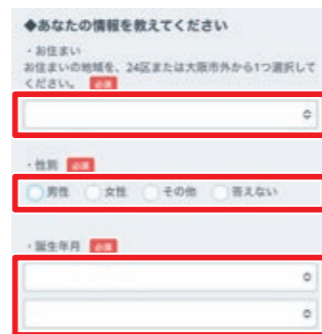 ◆あなたの情報を教えてください
・お住まい
お住まいの地域を、24区または大阪市外から1つ選択して
ください。 必須
・性別 必須
男性 女性 その他 答えない
・誕生年月 必須